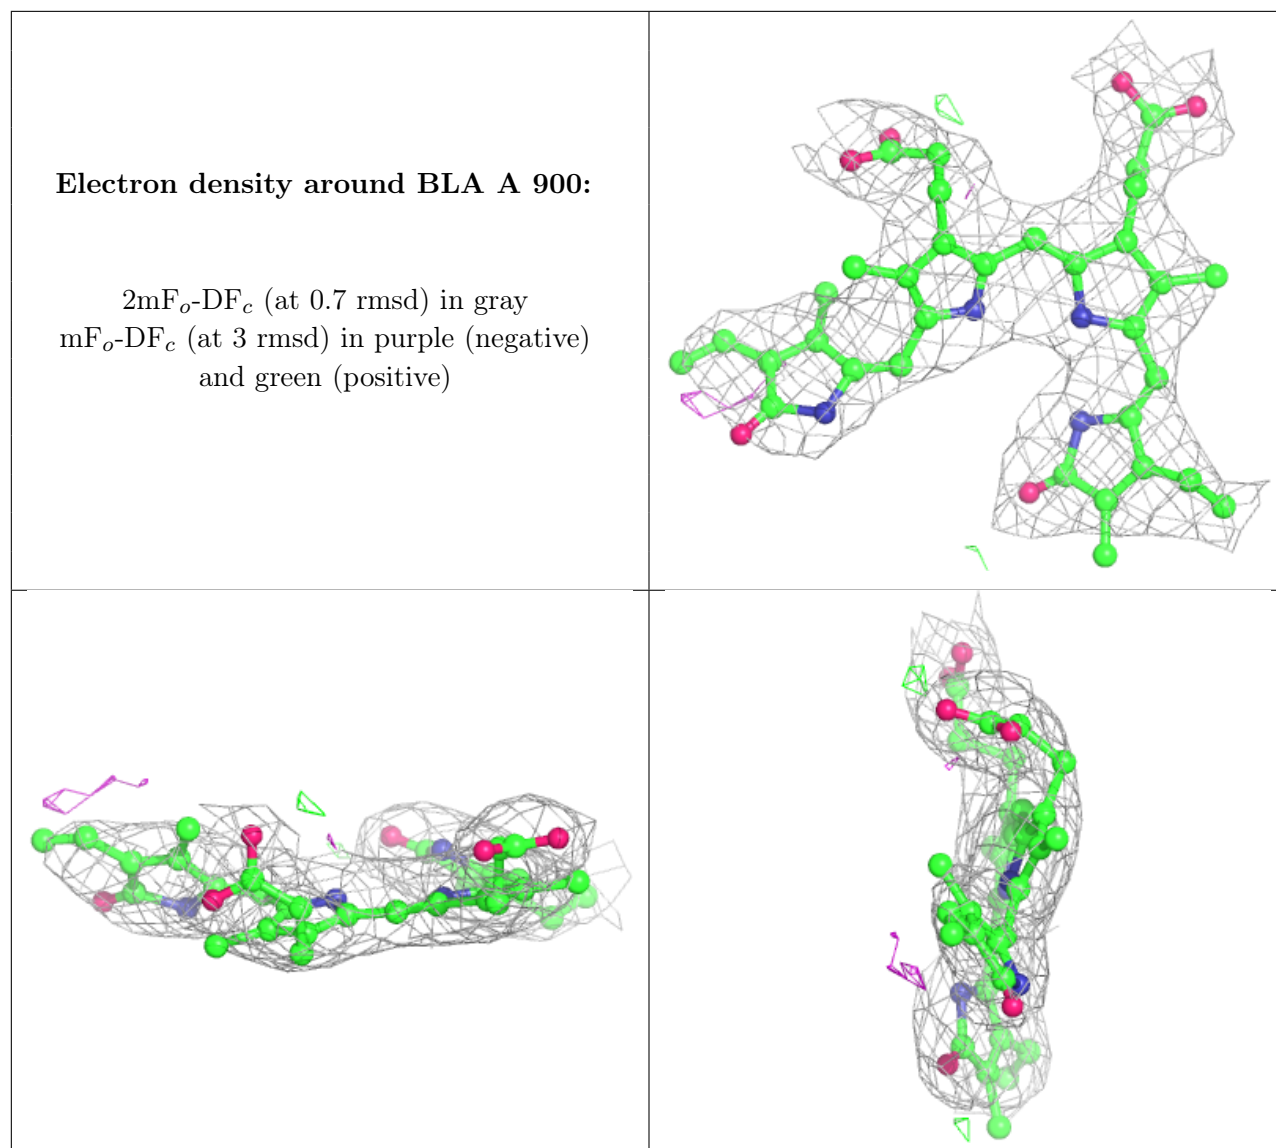 Electron density around BLA A 900:
2mFo-DFc (at 0.7 rmsd) in gray
mFo-DFc (at 3 rmsd) in purple (negative)
and green (positive)